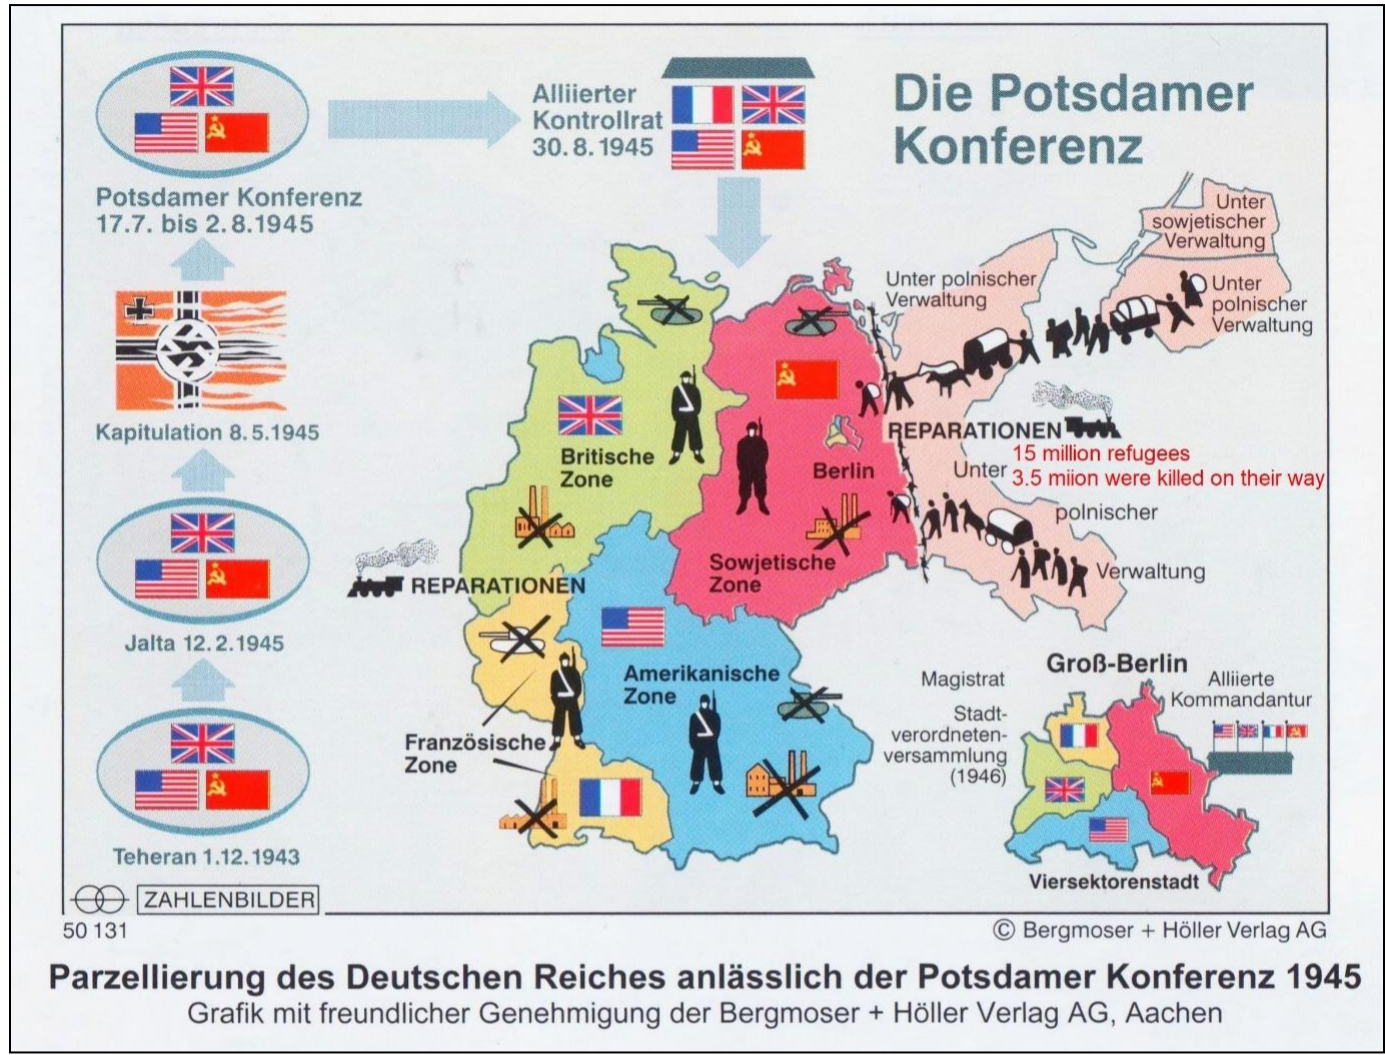 Die Potsdamer
Konferenz
Alliierter
Kontrollrat
30.8.1945
Potsdamer Konferenz
17.7. bis 2.8.1945
Kapitulation 8.5.1945
Jalta 12.2.1945
Teheran 1.12.1943
Unter
sowjetischer
Verwaltung
Unter polnischer
Verwaltung
Unter
polnischer
Verwaltung
REPARATIONEN
15 million refugees
3.5 miion were killed on their way
Unter
polnischer
Verwaltung
Britische
Zone
Berlin
Sowjetische
Zone
REPARATIONEN
Amerikanische
Zone
Französische
Zone
Groß-Berlin
Magistrat
Stadt-
verordneten-
versammlung
(1946)
Alliierte
Kommandantur
Viersektorenstadt
ZAHLENBILDER
50 131
© Bergmoser + Höller Verlag AG
Parzellierung des Deutschen Reiches anlässlich der Potsdamer Konferenz 1945
Grafik mit freundlicher Genehmigung der Bergmoser + Höller Verlag AG, Aachen